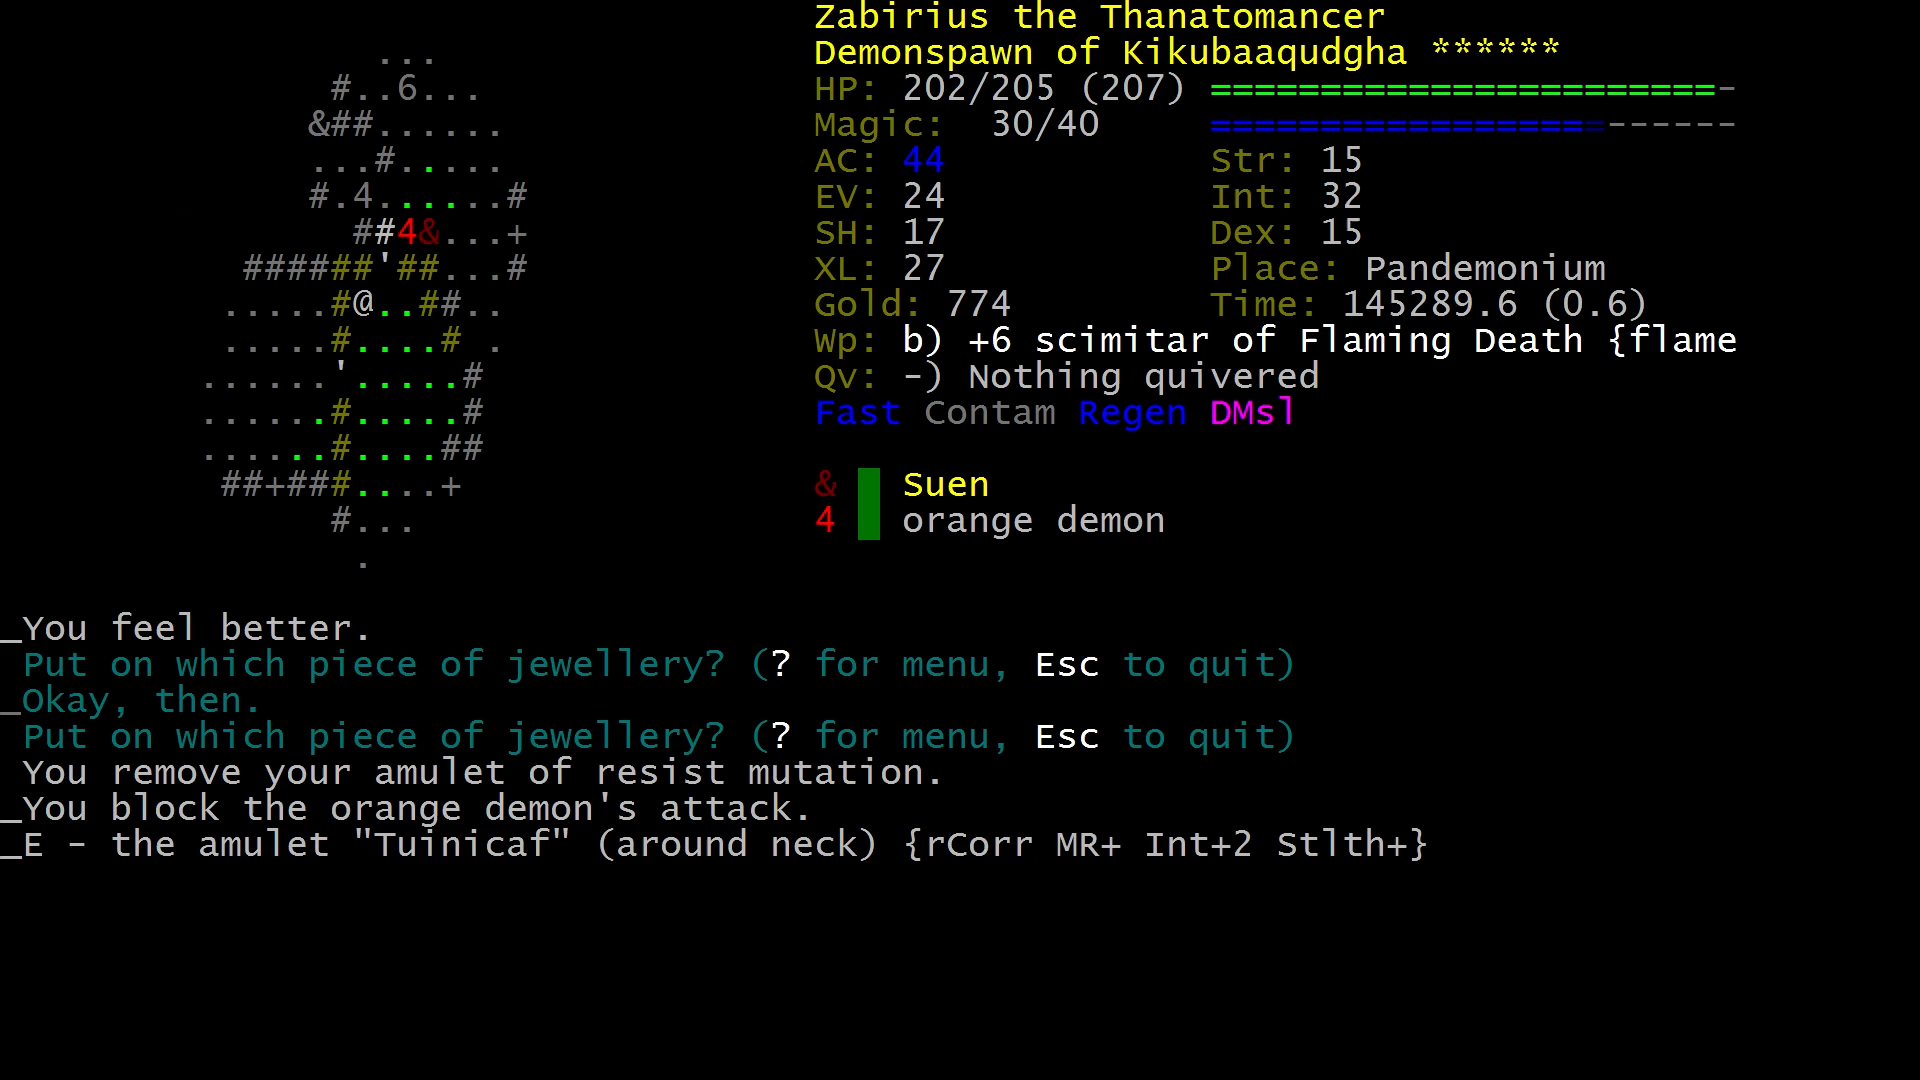 Zabirius the Thanatomancer
Demonspawn of Kikubaaqudgha ******
HP: 202/205 (207) =======================-
Magic: 30/40 ==================------
AC: 44 Str: 15
EV: 24 Int: 32
SH: 17 Dex: 15
XL: 27 Place: Pandemonium
Gold: 774 Time: 145289.6 (0.6)
Wp: b) +6 scimitar of Flaming Death {flame
Qv: -) Nothing quivered
Fast Contam Regen DMsl
& Suen
4 orange demon
...
#..6...
&##......
...#.....
#.4......#
##4&...+
######'##...#
.....#@..##..
.....#....# .
......'.....#
......#.....#
......#....##
##+###....+
#...
.
_You feel better.
Put on which piece of jewellery? (? for menu, Esc to quit)
_Okay, then.
Put on which piece of jewellery? (? for menu, Esc to quit)
You remove your amulet of resist mutation.
_You block the orange demon's attack.
_E - the amulet "Tuinicaf" (around neck) {rCorr MR+ Int+2 Stlth+}